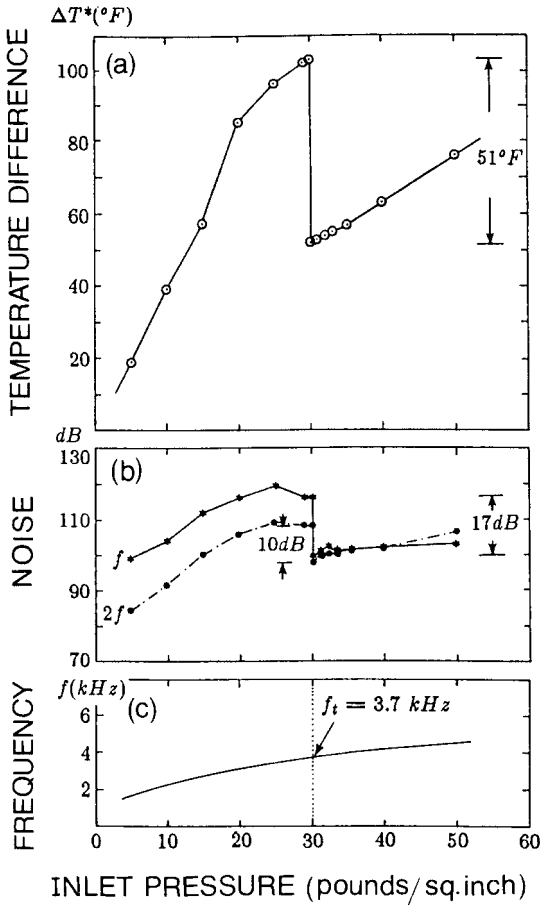 ΔT*(°F)
TEMPERATURE DIFFERENCE
(a)
100
80
60
40
20
51°F
dB
NOISE
(b)
130
110
90
70
f
2f
10dB
17dB
FREQUENCY
f(kHz)
(c)
6
4
2
f_t = 3.7 kHz
0 10 20 30 40 50 60
INLET PRESSURE (pounds/sq.inch)